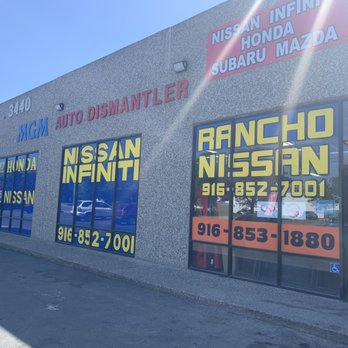 NISSAN INFINITI
HONDA
SUBARU MAZDA
3440
MGM AUTO DISMANTLER
HONDA
NISSAN
NISSAN
INFINITI
916-852-7001
RANCHO
NISSAN
916-852-7001
916-853-1880